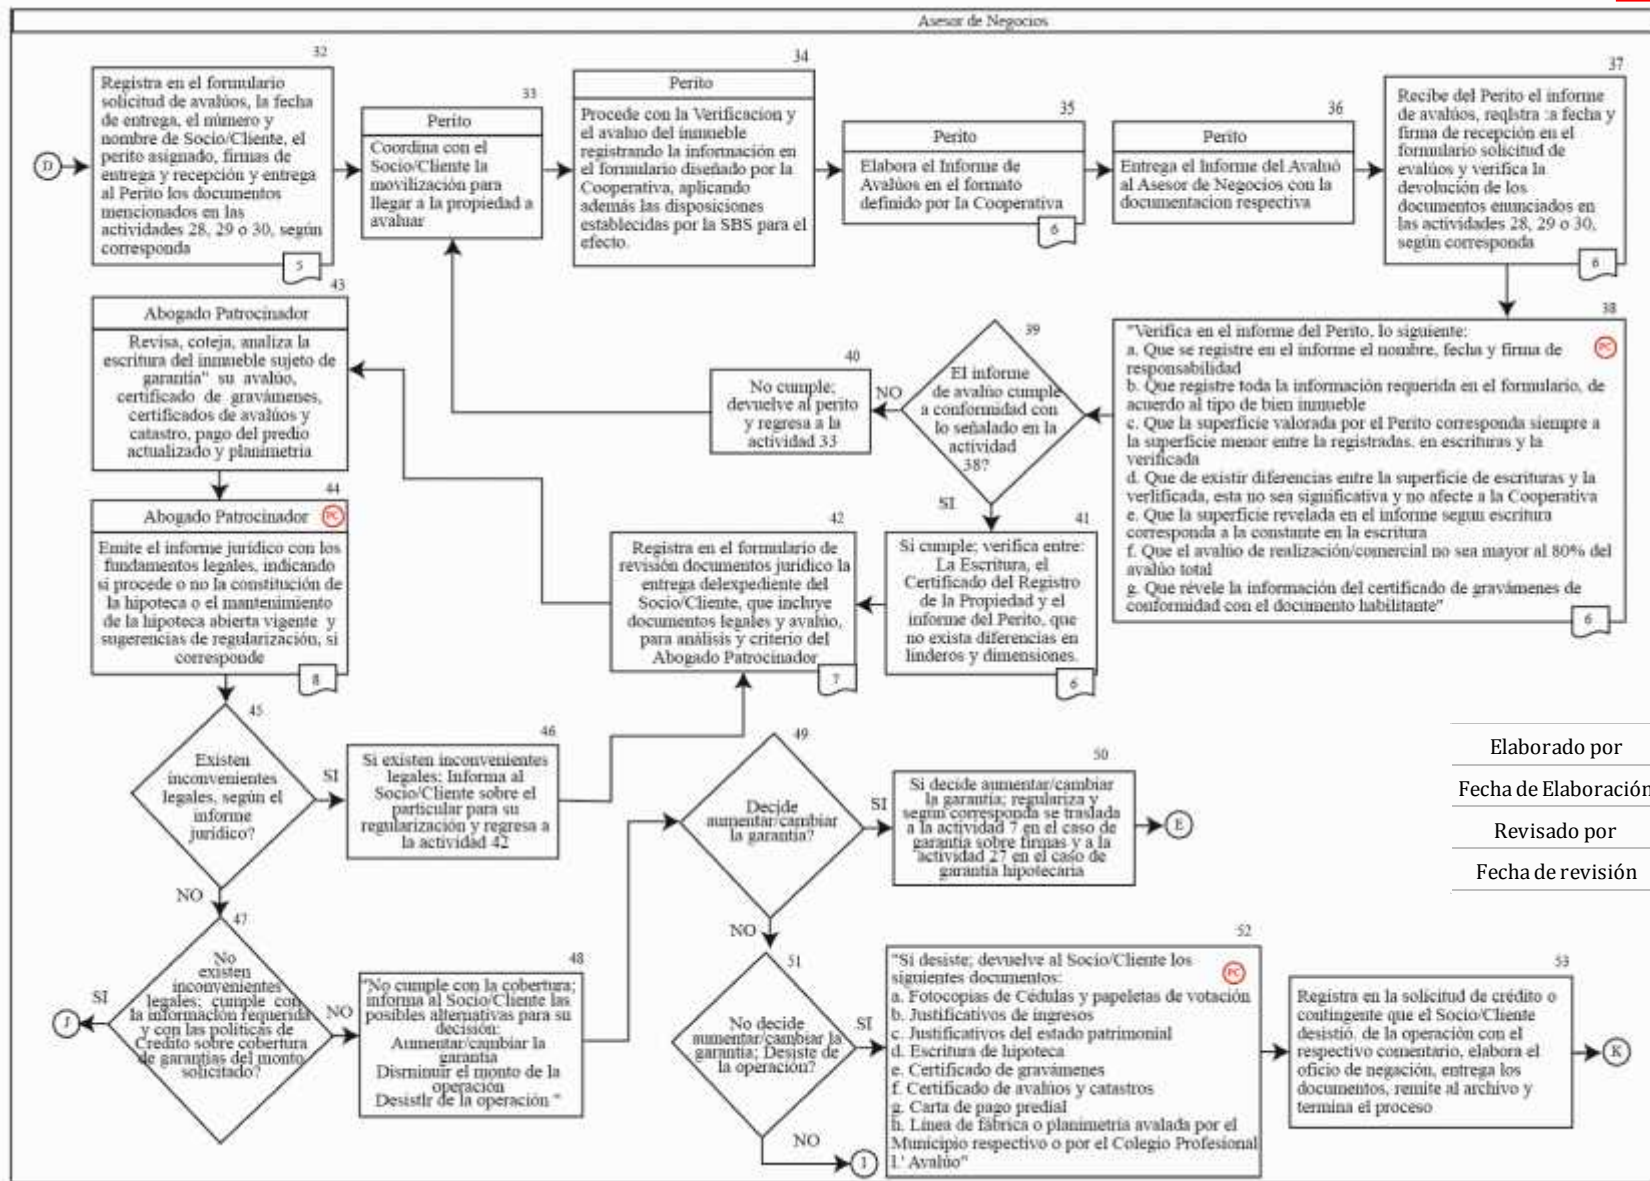 Asesor de Negocios
32
Registra en el formulario
solicitud de avalúos, la fecha
de entrega, el número y
nombre de Socio/Cliente, el
perito asignado, firmas de
entrega y recepción y entrega
al Perito los documentos
mencionados en las
actividades 28, 29 o 30, según
corresponda
5
D
33
Perito
Coordina con el
Socio/Cliente la
movilización para
llegar a la propiedad a
avaluar
34
Perito
Procede con la Verificacion y
el avaluo del inmueble
registrando la información en
el formulario diseñado por la
Cooperativa, aplicando
además las disposiciones
establecidas por la SBS para el
efecto.
35
Perito
Elabora el Informe de
Avalúos en el formato
definido por la Cooperativa
6
36
Perito
Entrega el Informe del Avaluó
al Asesor de Negocios con la
documentacion respectiva
37
Recibe del Perito el informe
de avalúos, reqlstra :a fecha y
firma de recepción en el
formulario solicitud de
evalúos y verifica la
devolución de los
documentos enunciados en
las actividades 28, 29 o 30,
según corresponda
6
38
"Verifica en el informe del Perito, lo siguiente:
PC
a. Que se registre en el informe el nombre, fecha y firma de
responsabilidad
b. Que registre toda la información requerida en el formulario, de
acuerdo al tipo de bien inmueble
c. Que la superficie valorada por el Perito corresponda siempre a
la superficie menor entre la registradas. en escrituras y la
verificada
d. Que de existir diferencias entre la superficie de escrituras y la
verlificada, esta no sea significativa y no afecte a la Cooperativa
e. Que la superficie revelada en el informe segun escritura
corresponda a la constante en la escritura
f. Que el avalúo de realización/comercial no sea mayor al 80% del
avalúo total
g. Que révele la información del certificado de gravámenes de
conformidad con el documento habilitante"
6
39
El informe
de avalúo cumple
a conformidad con
lo señalado en la
actividad
38?
NO
SI
40
No cumple;
devuelve al perito
y regresa a la
actividad 33
41
Si cumple; verifica entre:
La Escritura, el
Certificado del Registro
de la Propiedad y el
informe del Perito, que
no exista diferencias en
linderos y dimensiones.
6
42
Registra en el formulario de
revisión documentos jurídico la
entrega delexpediente del
Socio/Cliente, que incluye
documentos legales y avalúo,
para análisis y criterio del
Abogado Patrocinador
7
43
Abogado Patrocinador
Revisa, coteja, analiza la
escritura del inmueble sujeto de
garantía" su avalúo,
certificado de gravámenes,
certificados de avalúos y
catastro, pago del predio
actualizado y planimetria
44
Abogado Patrocinador
PC
Emite el informe jurídico con los
fundamentos legales, indicando
si procede o no la constitución de
la hipoteca o el mantenimiento
de la hipoteca abierta vigente y
sugerencias de regularización, si
corresponde
8
45
Existen
inconvenientes
legales, según el
informe
jurídico?
SI
NO
46
Si existen inconvenientes
legales; Informa al
Socio/Cliente sobre el
particular para su
regularización y regresa a
la actividad 42
47
No
existen
inconvenientes
legales; cumple con
la información requerida
y con las políticas de
Crédito sobre cobertura
de garantías del monto
solicitado?
SI
J
NO
48
"No cumple con la cobertura;
informa al Socio/Cliente las
posibles alternativas para su
decisión:
Aumentar/cambiar la
garantía
Disminuir el monto de la
operación
Desistlr de la operación "
49
Decide
aumentar/cambiar
la garantía?
SI
NO
50
Si decide aumentar/cambiar
la garantía; regulariza y
según corresponda se traslada
a la actividad 7 en el caso de
garantía sobre firmas y a la
actividad 27 en el caso de
garantía hipotecaria
E
51
No decide
aumentar/cambiar la
garantía; Desiste de
la operación?
SI
NO
I
52
"Si desiste; devuelve al Socio/Cliente los
siguientes documentos:
PC
a. Fotocopias de Cédulas y papeletas de votación
b. Justificativos de ingresos
c. Justificativos del estado patrimonial
d. Escritura de hipoteca
e. Certificado de gravámenes
f. Certificado de avalúos y catastros
g. Carta de pago predial
h. Línea de fábrica o planimetría avalada por el
Municipio respectivo o por el Colegio Profesional
I.' Avalúo"
53
Registra en la solicitud de crédito o
contingente que el Socio/Cliente
desistió. de la operación con el
respectivo comentario, elabora el
oficio de negación, entrega los
documentos, remite al archivo y
termina el proceso
K
Elaborado por
Fecha de Elaboración
Revisado por
Fecha de revisión